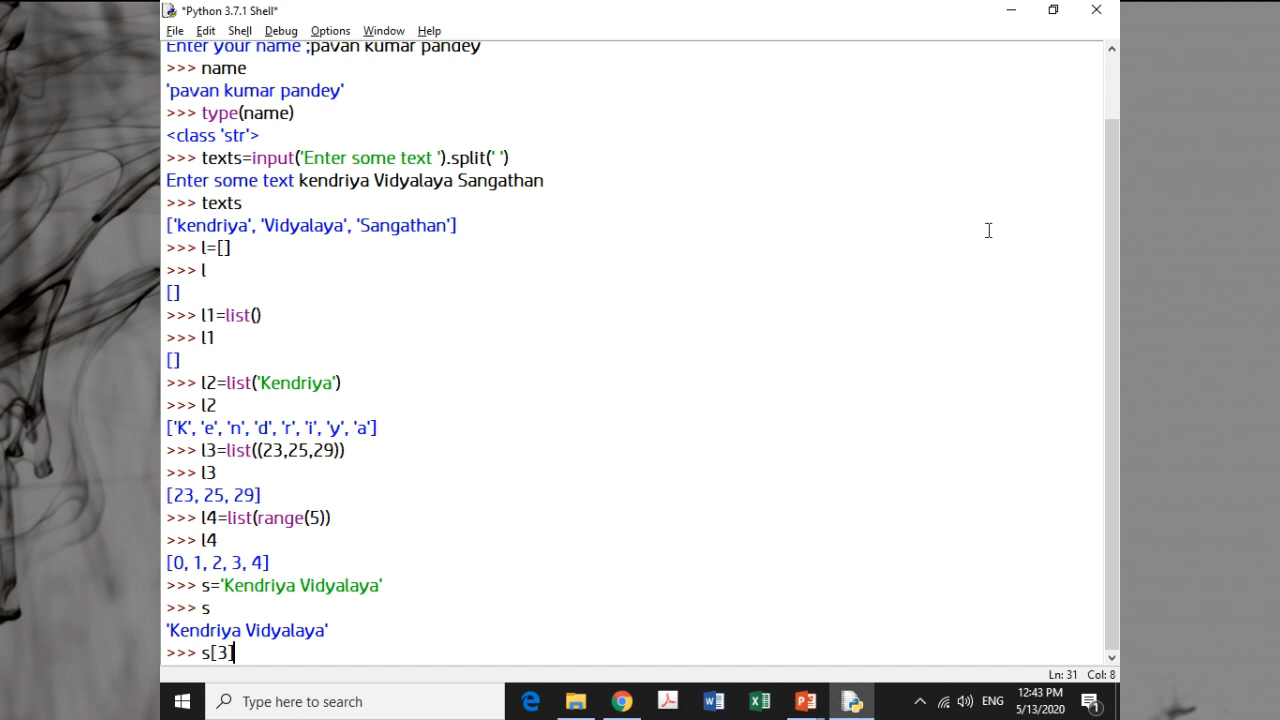 *Python 3.7.1 Shell*
File Edit Shell Debug Options Window Help
Enter your name ;pavan kumar pandey
>>> name
'pavan kumar pandey'
>>> type(name)
<class 'str'>
>>> texts=input('Enter some text ').split(' ')
Enter some text kendriya Vidyalaya Sangathan
>>> texts
['kendriya', 'Vidyalaya', 'Sangathan']
>>> l=[]
>>> l
[]
>>> l1=list()
>>> l1
[]
>>> l2=list('Kendriya')
>>> l2
['K', 'e', 'n', 'd', 'r', 'i', 'y', 'a']
>>> l3=list((23,25,29))
>>> l3
[23, 25, 29]
>>> l4=list(range(5))
>>> l4
[0, 1, 2, 3, 4]
>>> s='Kendriya Vidyalaya'
>>> s
'Kendriya Vidyalaya'
>>> s[3]
Ln: 31 Col: 8
Type here to search
ENG
12:43 PM
5/13/2020
1